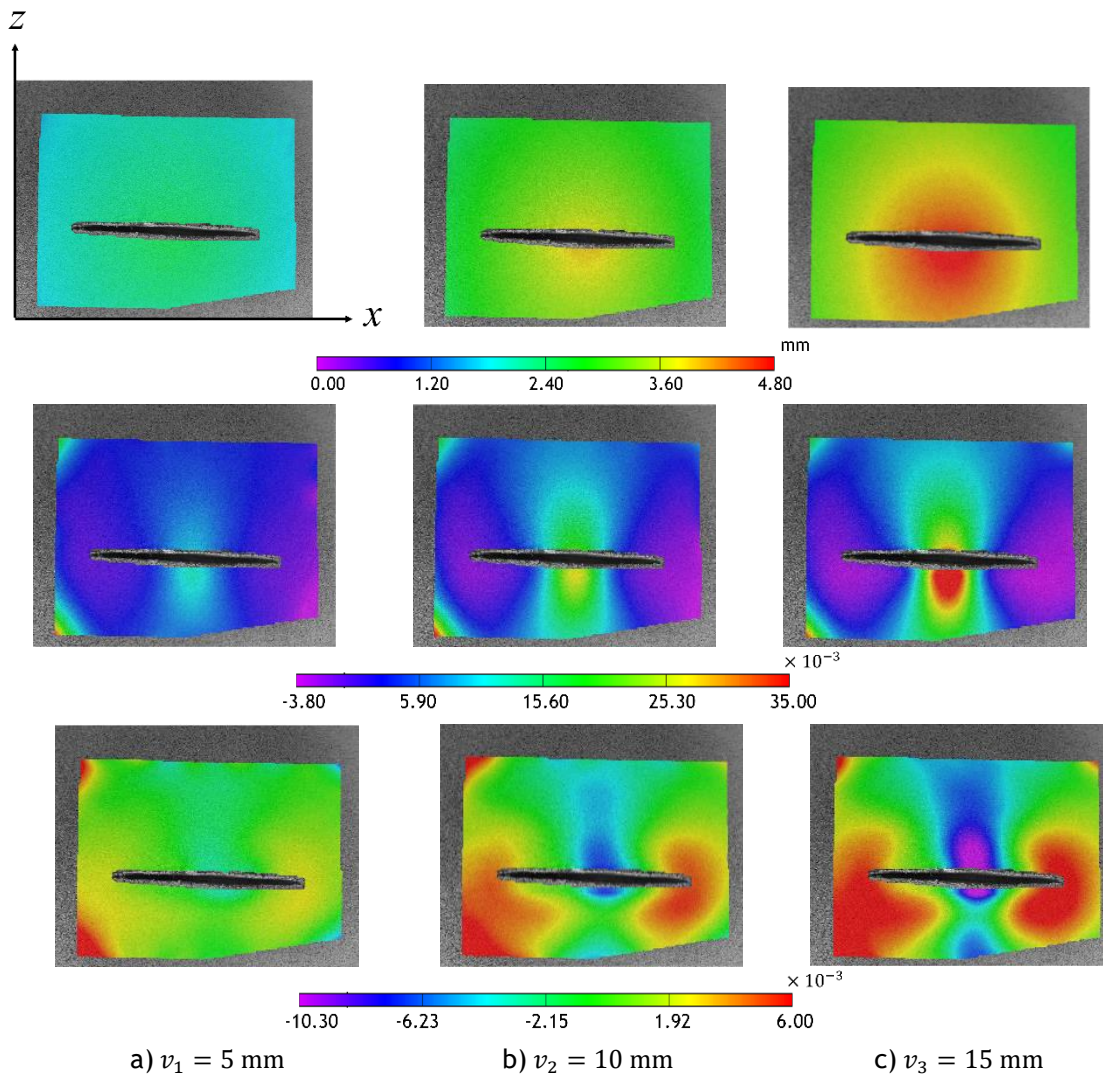 z
x
mm
0.00 1.20 2.40 3.60 4.80
× 10⁻³
-3.80 5.90 15.60 25.30 35.00
× 10⁻³
-10.30 -6.23 -2.15 1.92 6.00
a) v₁ = 5 mm b) v₂ = 10 mm c) v₃ = 15 mm